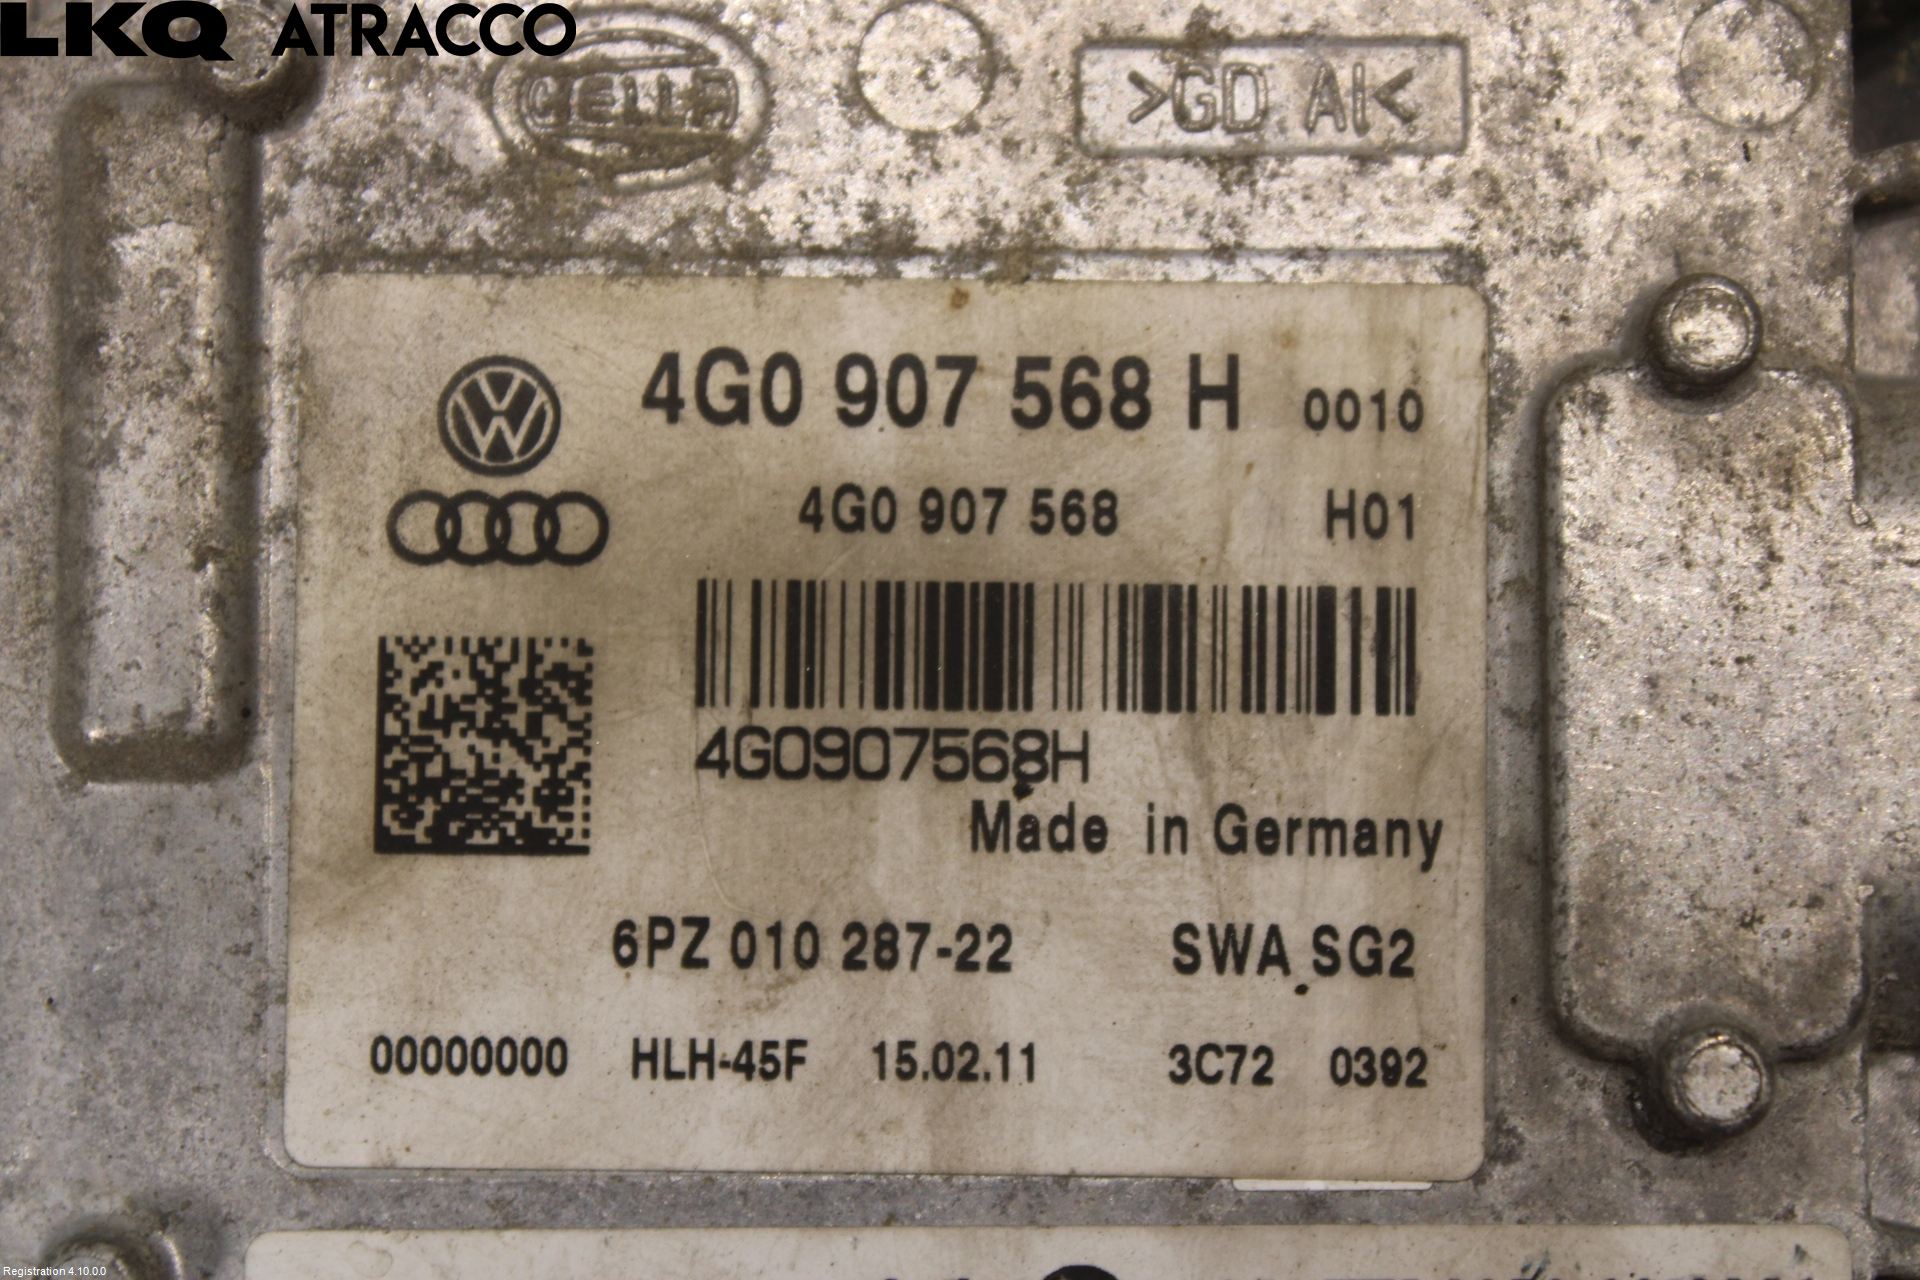 LKQ ATRACCO
HELLA
>GD Al<
4G0 907 568 H 0010
4G0 907 568 H01
4G0907568H
Made in Germany
6PZ 010 287-22 SWA SG2
00000000 HLH-45F 15.02.11 3C72 0392
Registration 4.10.0.0